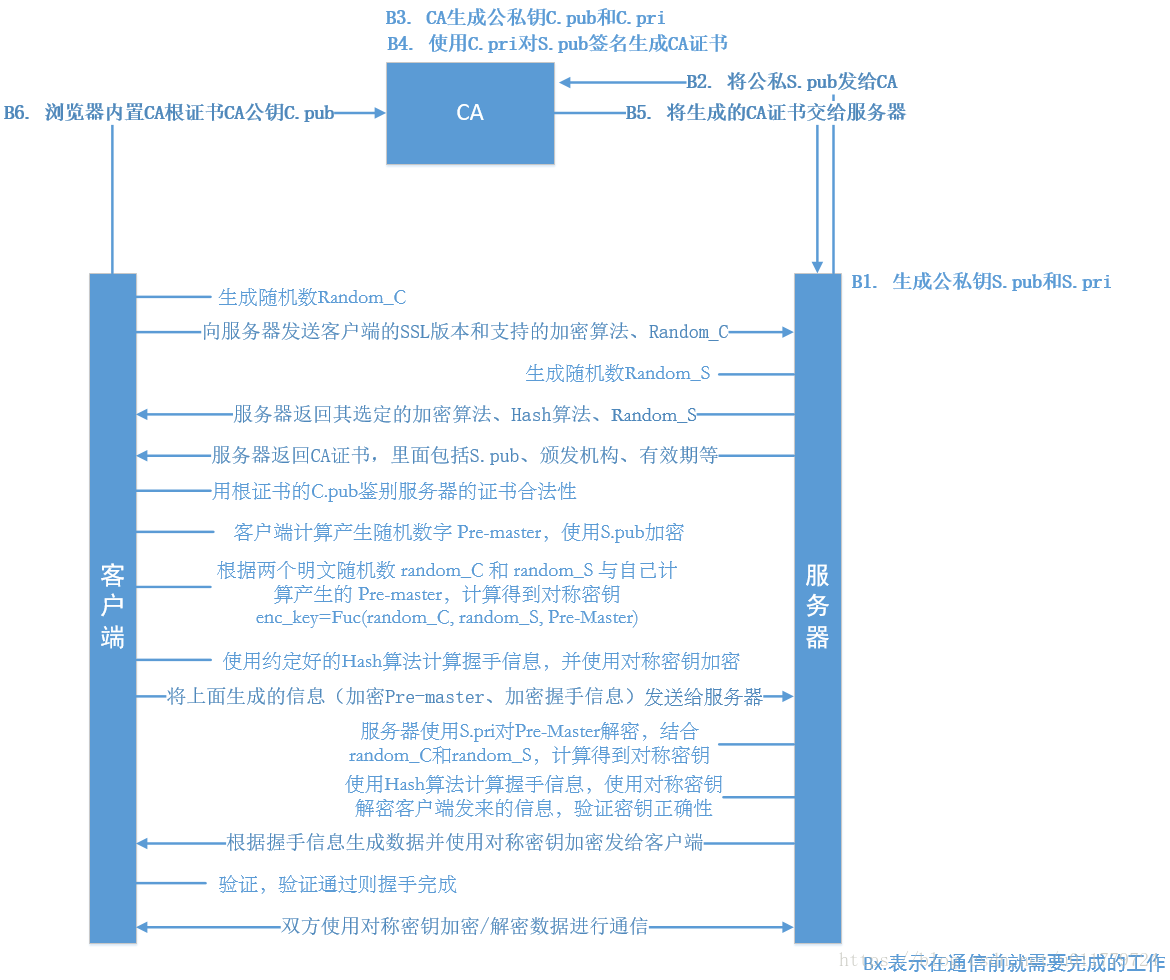 B3. CA生成公私钥C.pub和C.pri
B4. 使用C.pri对S.pub签名生成CA证书
B2. 将公私S.pub发给CA
CA
B6. 浏览器内置CA根证书CA公钥C.pub
B5. 将生成的CA证书交给服务器
B1. 生成公私钥S.pub和S.pri
生成随机数Random_C
向服务器发送客户端的SSL版本和支持的加密算法、Random_C
生成随机数Random_S
服务器返回其选定的加密算法、Hash算法、Random_S
服务器返回CA证书，里面包括S.pub、颁发机构、有效期等
用根证书的C.pub鉴别服务器的证书合法性
客户端计算产生随机数字 Pre-master，使用S.pub加密
客户端
服务器
根据两个明文随机数 random_C 和 random_S 与自己计
算产生的 Pre-master，计算得到对称密钥
enc_key=Fuc(random_C, random_S, Pre-Master)
使用约定好的Hash算法计算握手信息，并使用对称密钥加密
将上面生成的信息（加密Pre-master、加密握手信息）发送给服务器
服务器使用S.pri对Pre-Master解密，结合
random_C和random_S，计算得到对称密钥
使用Hash算法计算握手信息，使用对称密钥
解密客户端发来的信息，验证密钥正确性
根据握手信息生成数据并使用对称密钥加密发给客户端
验证，验证通过则握手完成
双方使用对称密钥加密/解密数据进行通信
Bx.表示在通信前就需要完成的工作